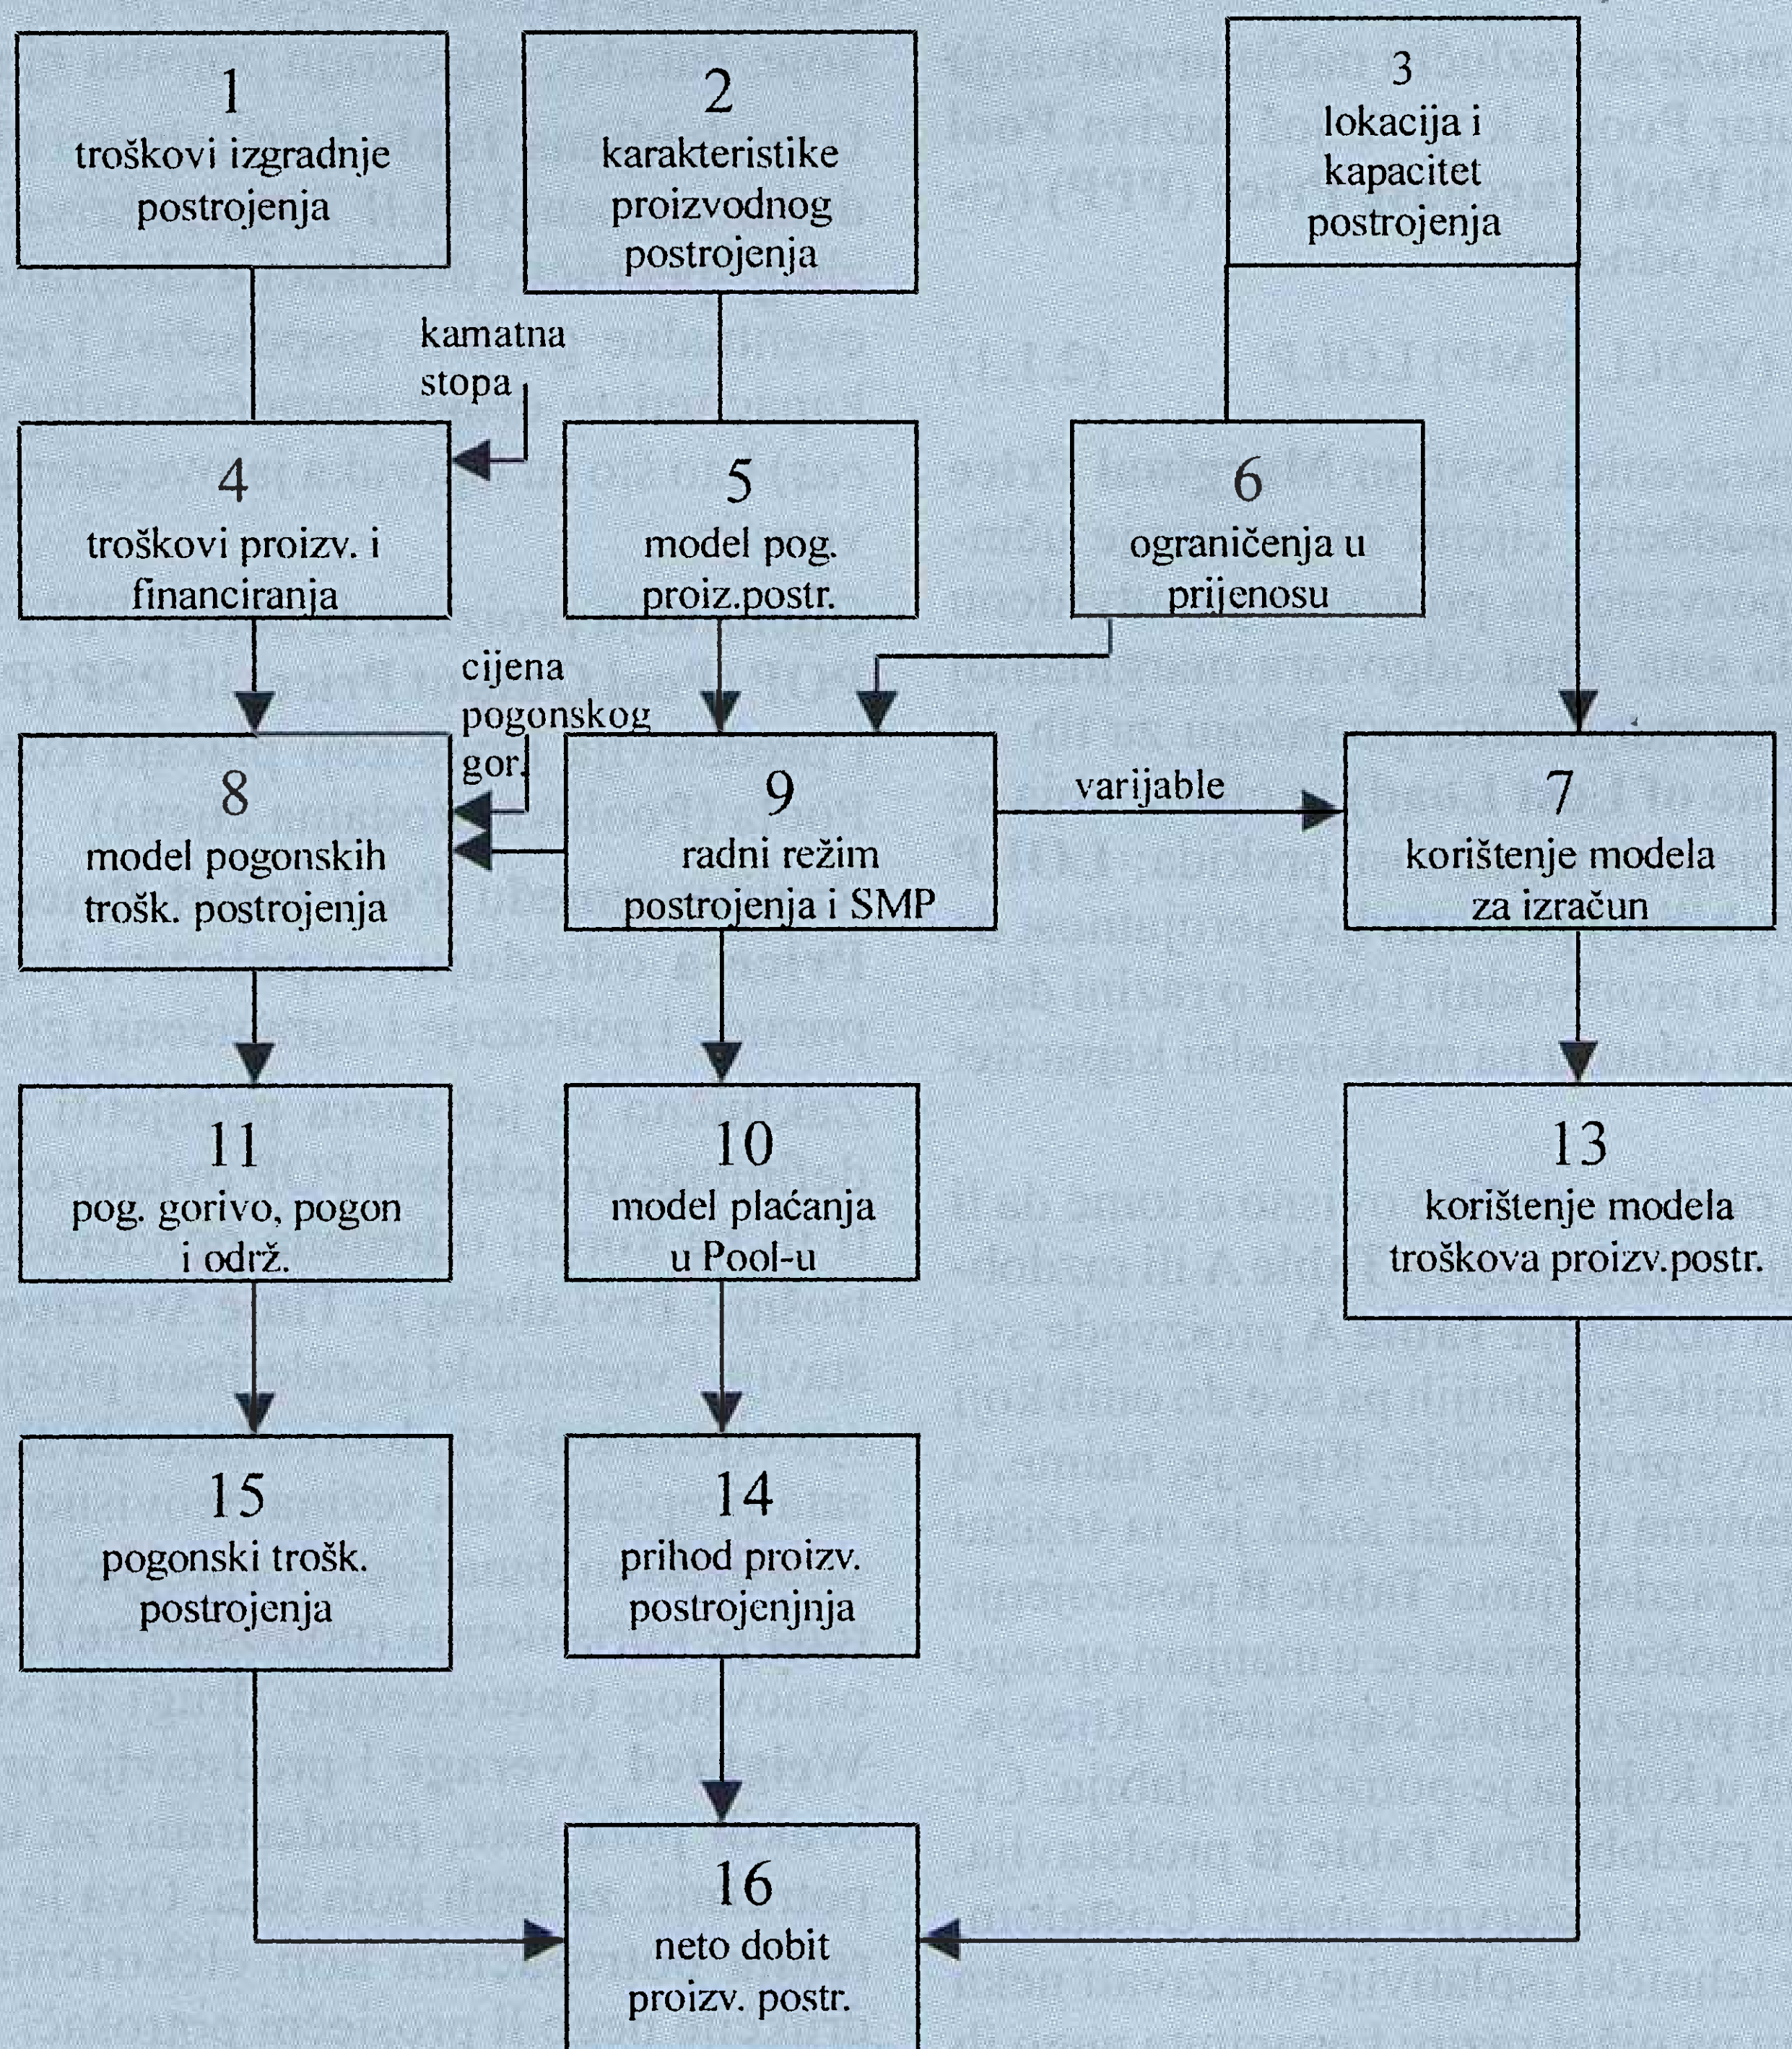 1
troškovi izgradnje
postrojenja
2
karakteristike
proizvodnog
postrojenja
3
lokacija i
kapacitet
postrojenja
kamatna
stopa
4
troškovi proizv. i
financiranja
5
model pog.
proiz.postr.
6
ograničenja u
prijenosu
cijena
pogonskog
gor.
8
model pogonskih
trošk. postrojenja
9
radni režim
postrojenja i SMP
varijable
7
korištenje modela
za izračun
11
pog. gorivo, pogon
i održ.
10
model plaćanja
u Pool-u
13
korištenje modela
troškova proizv.postr.
15
pogonski trošk.
postrojenja
14
prihod proizv.
postrojenjnja
16
neto dobit
proizv. postr.